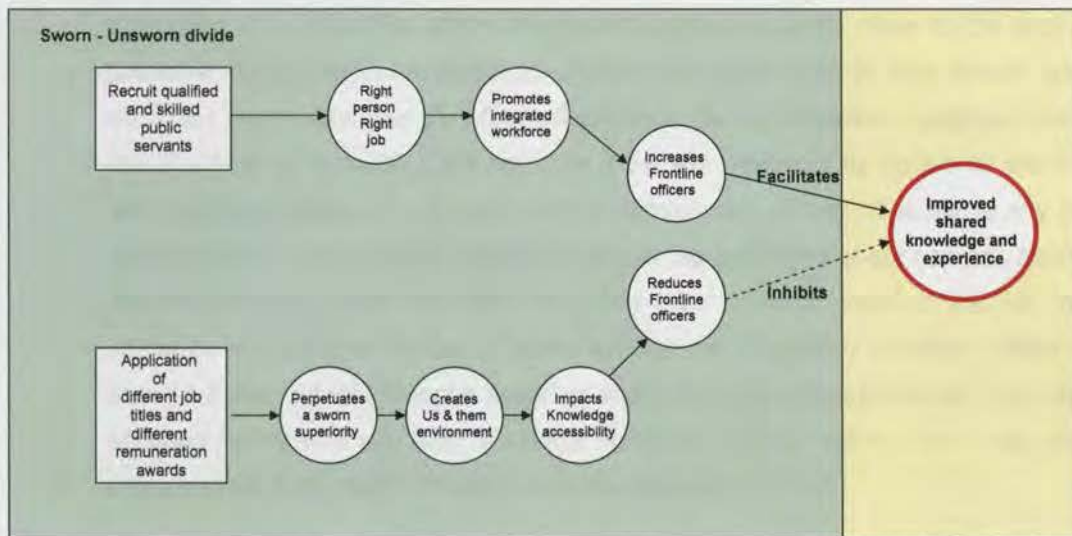 Sworn - Unsworn divide
Recruit qualified
and skilled
public
servants
Right
person
Right
job
Promotes
integrated
workforce
Increases
Frontline
officers
Facilitates
Improved
shared
knowledge and
experience
Reduces
Frontline
officers
Inhibits
Application
of
different job
titles and
different
remuneration
awards
Perpetuates
a sworn
superiority
Creates
Us & them
environment
Impacts
Knowledge
accessibility